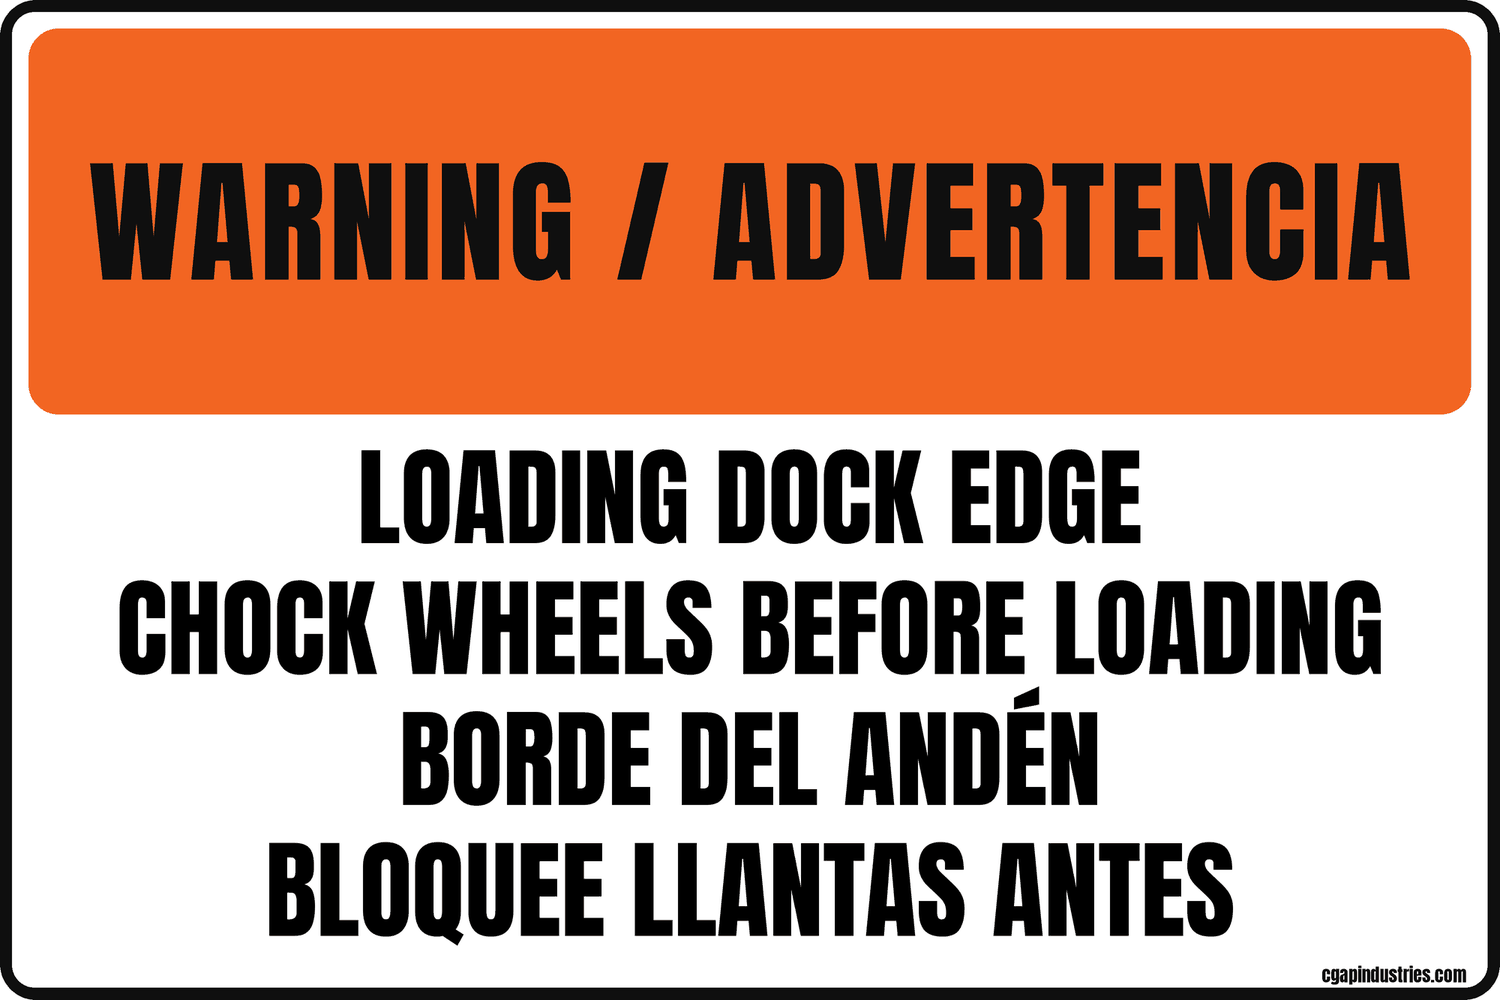 WARNING / ADVERTENCIA
LOADING DOCK EDGE
CHOCK WHEELS BEFORE LOADING
BORDE DEL ANDÉN
BLOQUEE LLANTAS ANTES
cgapindustries.com